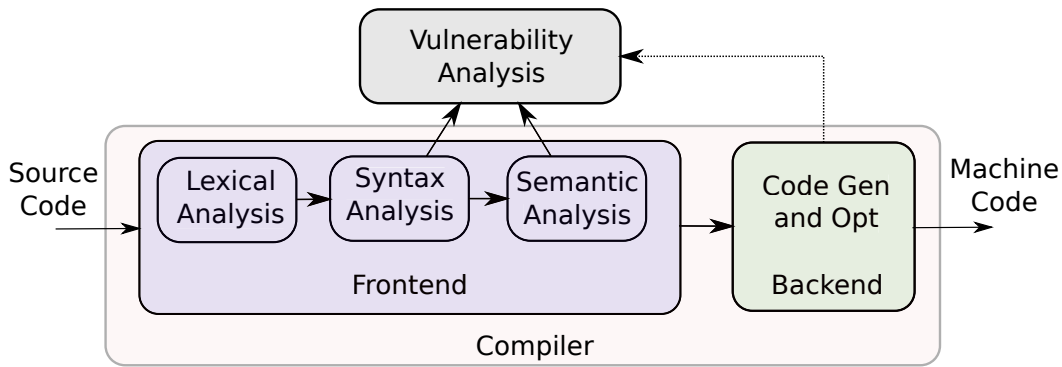 Vulnerability
Analysis
Source
Code
Lexical
Analysis
Syntax
Analysis
Semantic
Analysis
Frontend
Code Gen
and Opt
Backend
Machine
Code
Compiler